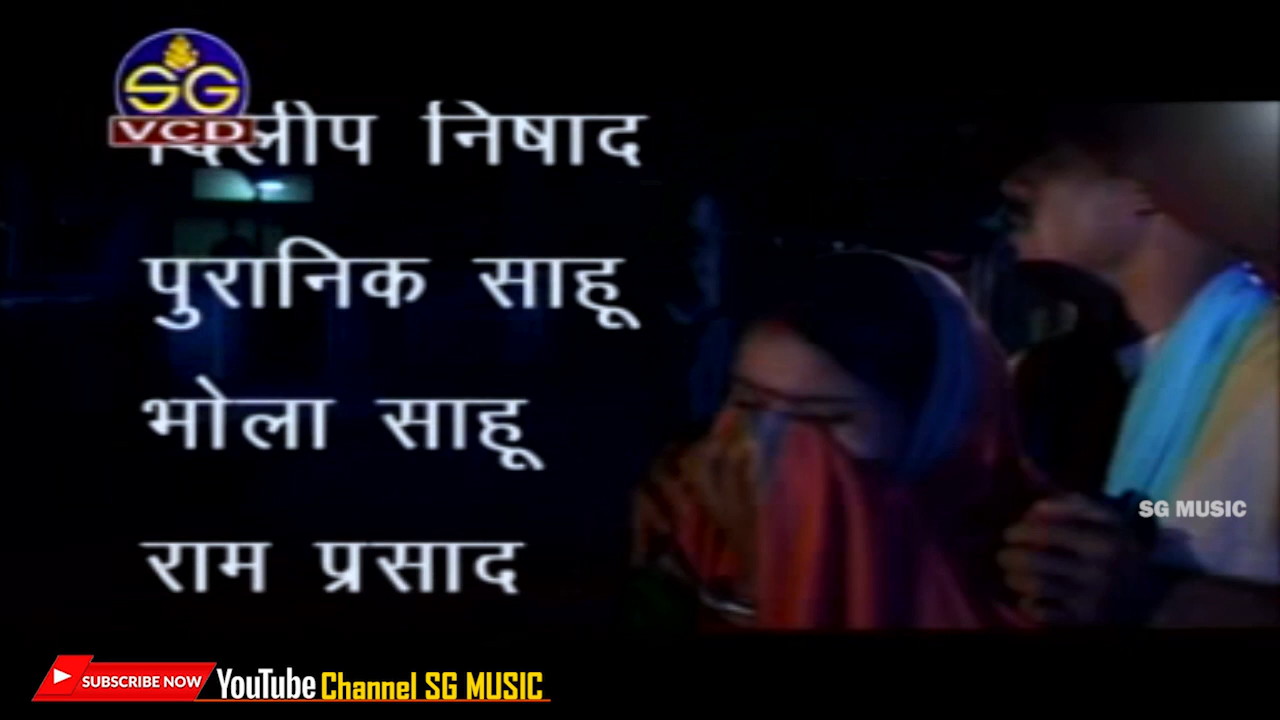 SG
VCD
दिलीप निषाद
पुरानिक साहू
भोला साहू
राम प्रसाद
SG MUSIC
SUBSCRIBE NOW YouTube Channel SG MUSIC